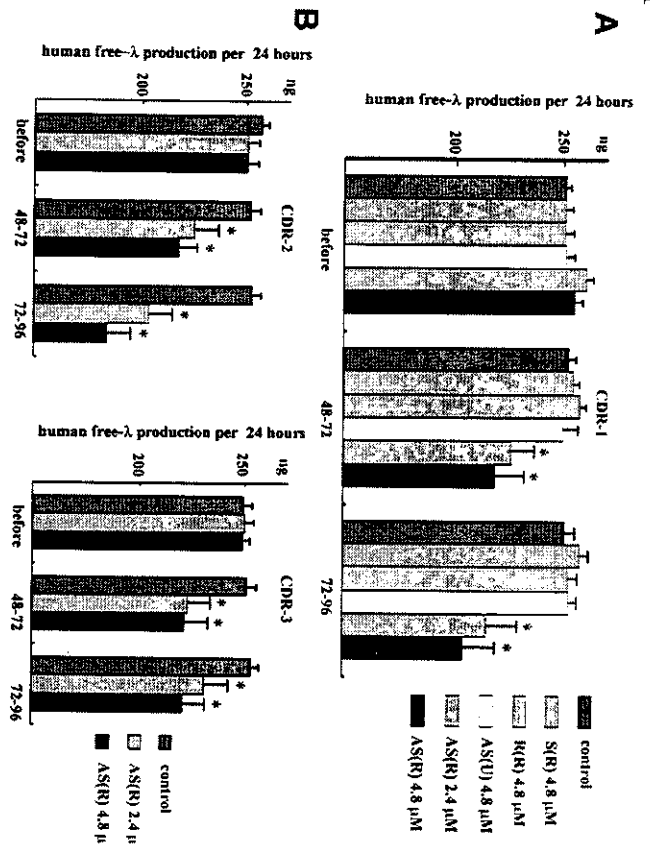 A
human free-λ production per 24 hours
ng
250
200
CDR-1
before
48-72
72-96
* *
* *
control
S(R) 4.8 μM
R(R) 4.8 μM
AS(U) 4.8 μM
AS(R) 2.4 μM
AS(R) 4.8 μM
B
human free-λ production per 24 hours
ng
250
200
CDR-2
before
48-72
72-96
* *
* *
human free-λ production per 24 hours
ng
250
200
CDR-3
before
48-72
72-96
* *
* *
control
AS(R) 2.4 μ
AS(R) 4.8 μ